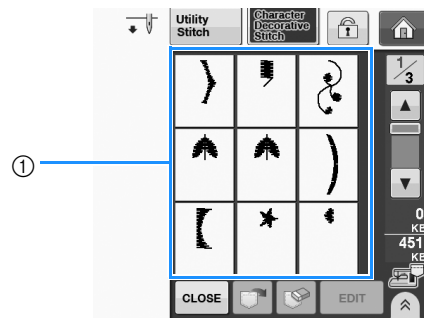 Utility
Stitch
Character
Decorative
Stitch
1/3
①
0
KB
451
KB
CLOSE
EDIT